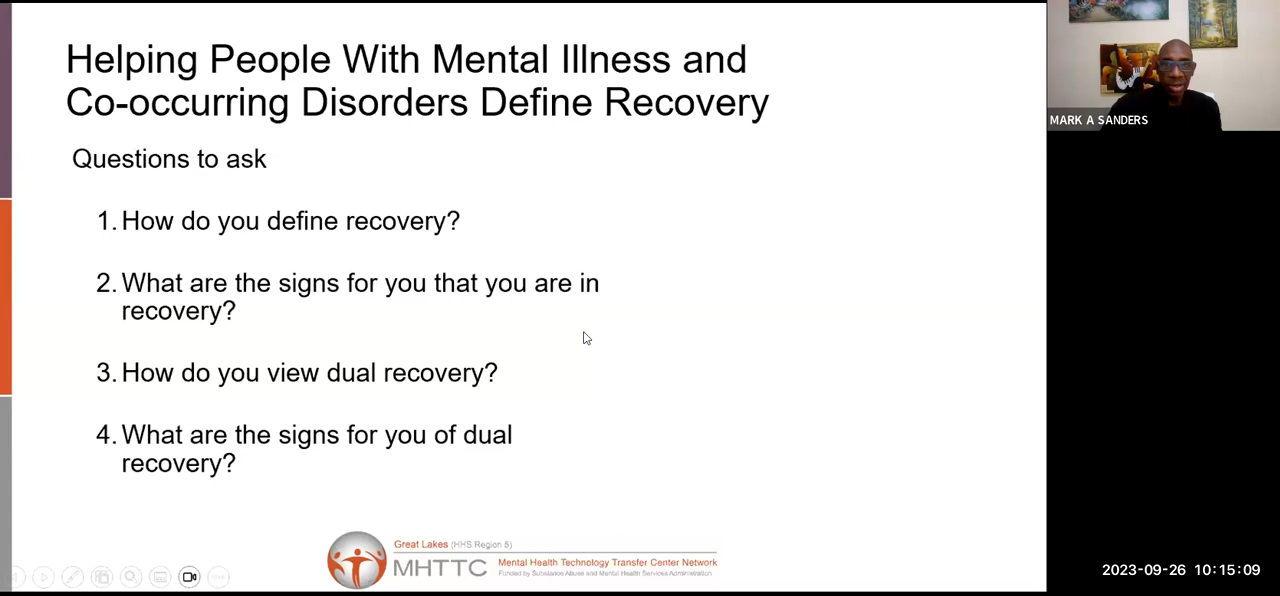 Helping People With Mental Illness and
Co-occurring Disorders Define Recovery
Questions to ask
1. How do you define recovery?
2. What are the signs for you that you are in
recovery?
3. How do you view dual recovery?
4. What are the signs for you of dual
recovery?
Great Lakes (HHS Region 5)
MHTTC
Mental Health Technology Transfer Center Network
Funded by Substance Abuse and Mental Health Services Administration
MARK A SANDERS
2023-09-26 10:15:09